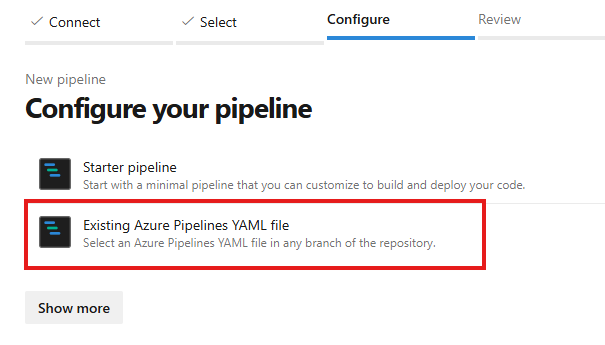 Connect
Select
Configure
Review
New pipeline
Configure your pipeline
Starter pipeline
Start with a minimal pipeline that you can customize to build and deploy your code.
Existing Azure Pipelines YAML file
Select an Azure Pipelines YAML file in any branch of the repository.
Show more